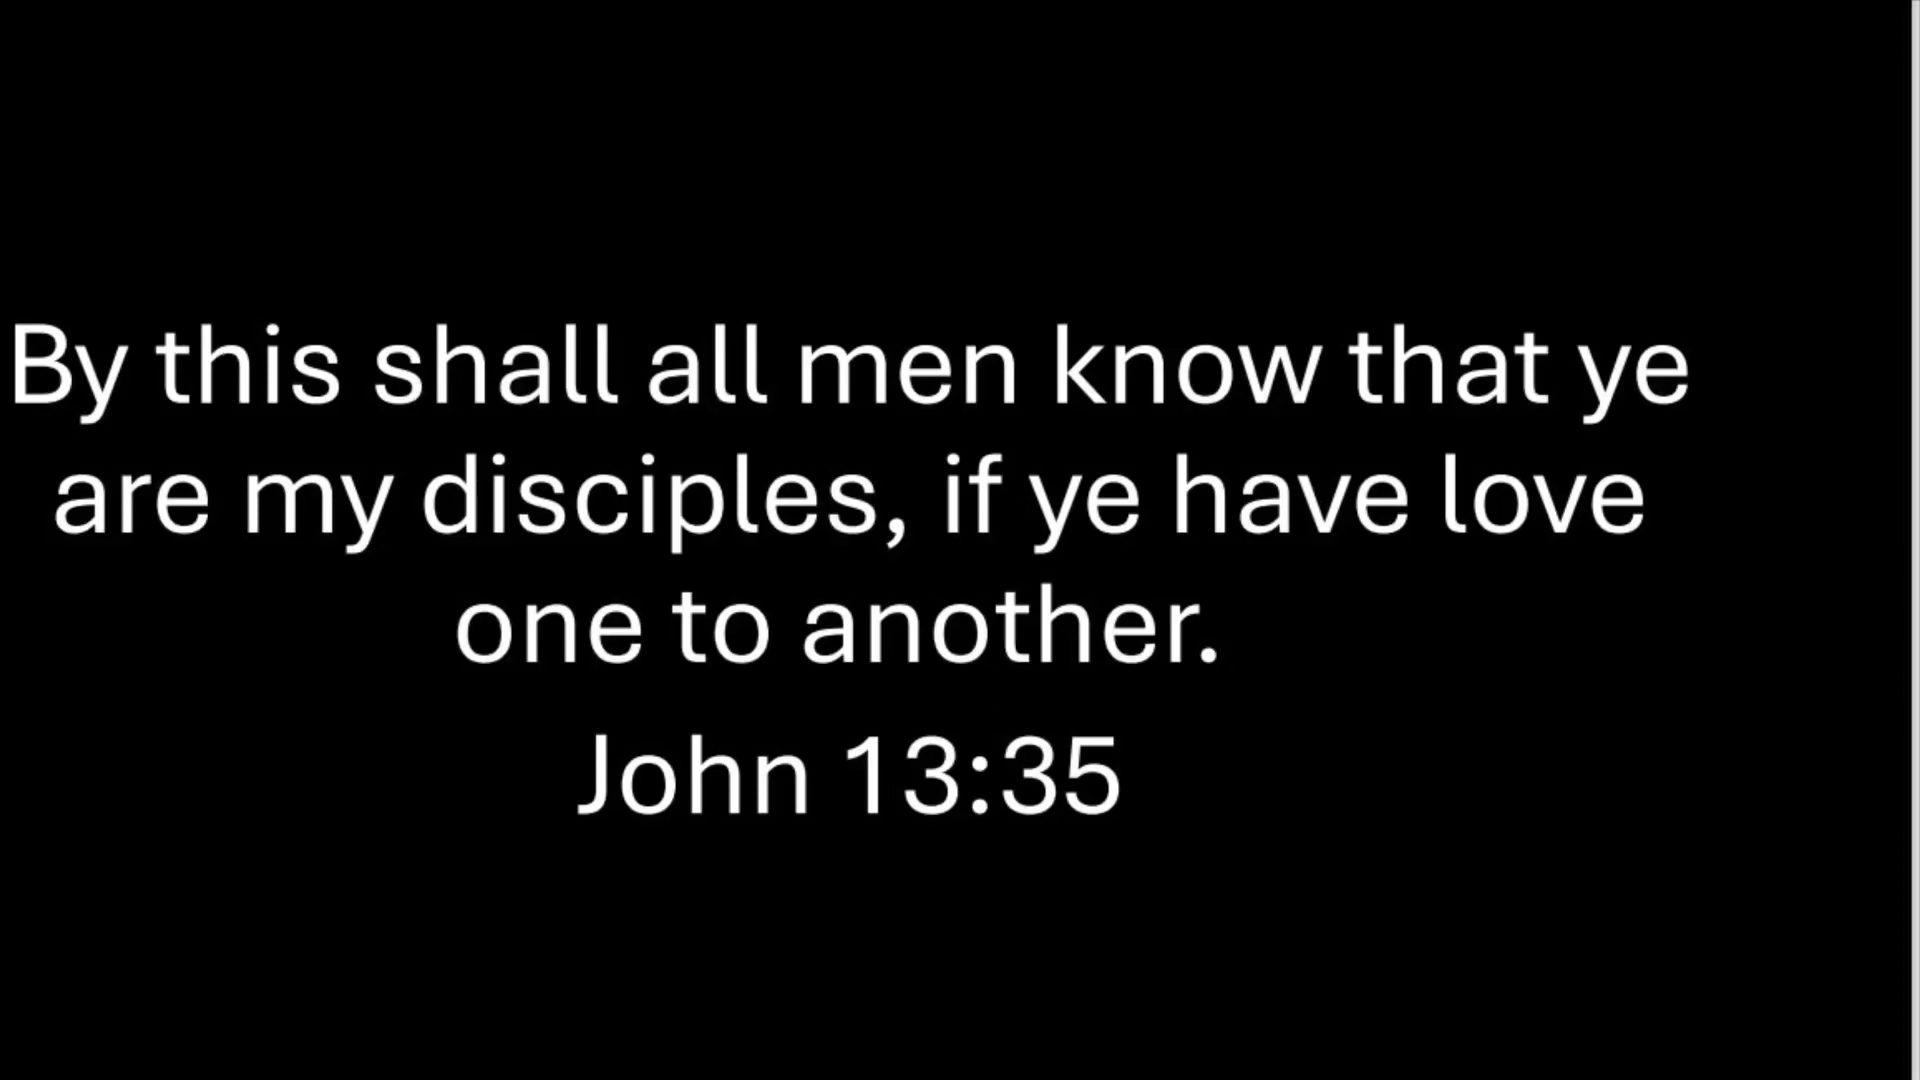 By this shall all men know that ye
are my disciples, if ye have love
one to another.
John 13:35